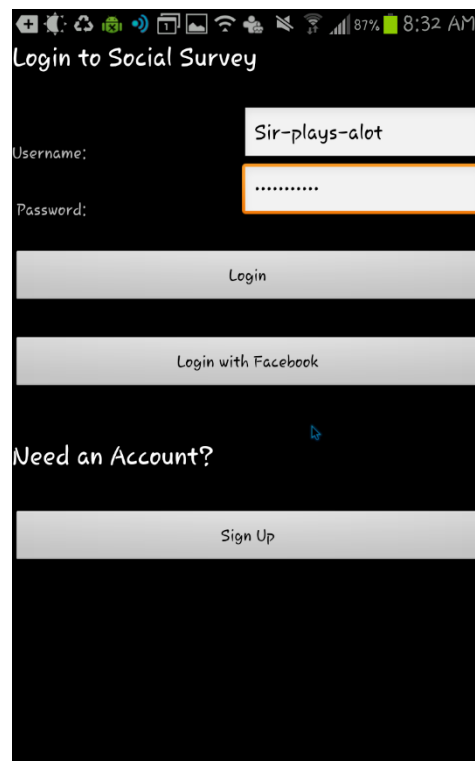 1 87% 8:32 AM
Login to Social Survey
Username: Sir-plays-alot
Password: ...........
Login
Login with Facebook
Need an Account?
Sign Up